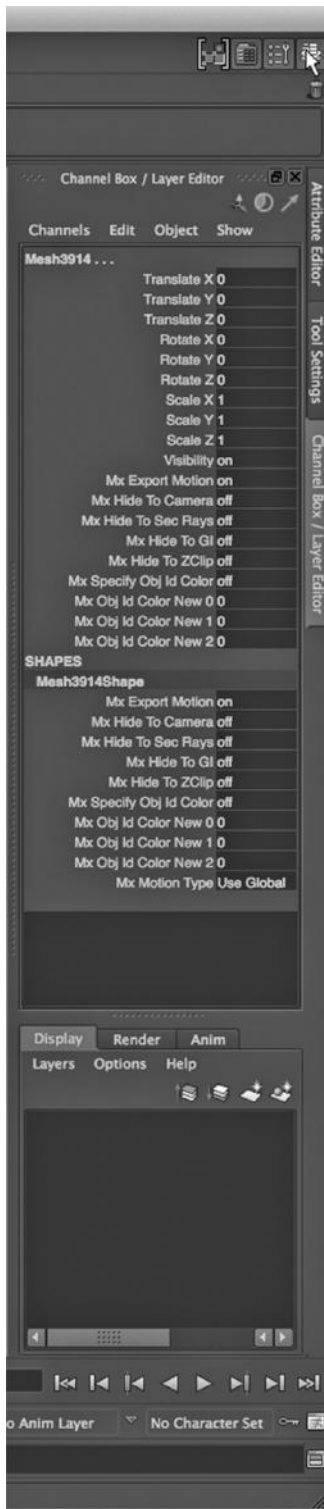 Channel Box / Layer Editor
Channels Edit Object Show
Mesh3914 . . .
Translate X 0
Translate Y 0
Translate Z 0
Rotate X 0
Rotate Y 0
Rotate Z 0
Scale X 1
Scale Y 1
Scale Z 1
Visibility on
Mx Export Motion on
Mx Hide To Camera off
Mx Hide To Sec Rays off
Mx Hide To GI off
Mx Hide To ZClip off
Mx Specify Obj Id Color off
Mx Obj Id Color New 0 0
Mx Obj Id Color New 1 0
Mx Obj Id Color New 2 0
SHAPES
Mesh3914Shape
Mx Export Motion on
Mx Hide To Camera off
Mx Hide To Sec Rays off
Mx Hide To GI off
Mx Hide To ZClip off
Mx Specify Obj Id Color off
Mx Obj Id Color New 0 0
Mx Obj Id Color New 1 0
Mx Obj Id Color New 2 0
Mx Motion Type Use Global
Attribute Editor
Tool Settings
Channel Box / Layer Editor
Display Render Anim
Layers Options Help
o Anim Layer No Character Set